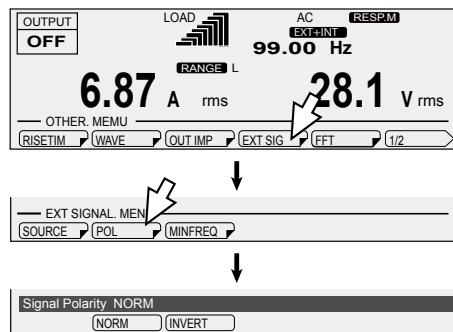 OUTPUT
OFF
LOAD
AC
RESP.M
EXT+INT
99.00 Hz
RANGE L
6.87 A rms
28.1 V rms
OTHER. MEMU
RISETIM WAVE OUT IMP EXT SIG FFT 1/2
EXT SIGNAL. MEN
SOURCE POL MINFREQ
Signal Polarity NORM
NORM INVERT